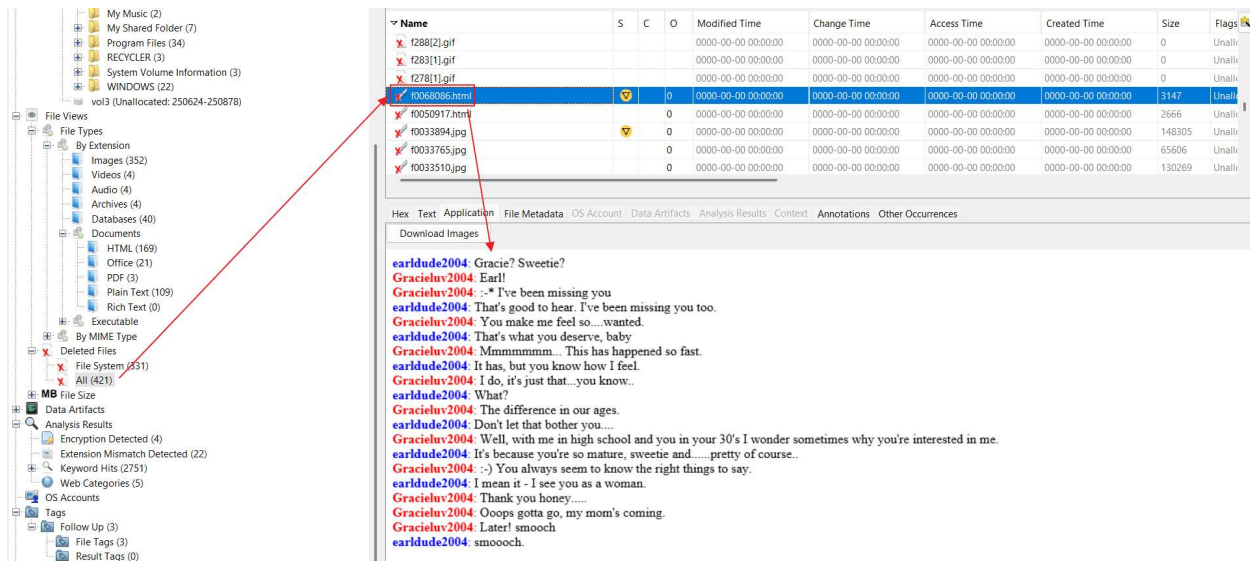 My Music (2)
My Shared Folder (7)
Program Files (34)
RECYCLER (3)
System Volume Information (3)
WINDOWS (22)
vol3 (Unallocated: 250624-250878)
File Views
File Types
By Extension
Images (352)
Videos (4)
Audio (4)
Archives (4)
Databases (40)
Documents
HTML (169)
Office (21)
PDF (3)
Plain Text (109)
Rich Text (0)
Executable
By MIME Type
Deleted Files
File System (331)
All (421)
MB File Size
Data Artifacts
Analysis Results
Encryption Detected (4)
Extension Mismatch Detected (22)
Keyword Hits (2751)
Web Categories (5)
OS Accounts
Tags
Follow Up (3)
File Tags (3)
Result Tags (0)
Name S C O Modified Time Change Time Access Time Created Time Size Flags
f288[2].gif 0000-00-00 00:00:00 0000-00-00 00:00:00 0000-00-00 00:00:00 0000-00-00 00:00:00 0 Unall
f283[1].gif 0000-00-00 00:00:00 0000-00-00 00:00:00 0000-00-00 00:00:00 0000-00-00 00:00:00 0 Unall
f278[1].gif 0000-00-00 00:00:00 0000-00-00 00:00:00 0000-00-00 00:00:00 0000-00-00 00:00:00 0 Unall
f0068086.html 0 0000-00-00 00:00:00 0000-00-00 00:00:00 0000-00-00 00:00:00 0000-00-00 00:00:00 3147 Unall
f0050917.html 0 0000-00-00 00:00:00 0000-00-00 00:00:00 0000-00-00 00:00:00 0000-00-00 00:00:00 2666 Unall
f0033894.jpg 0 0000-00-00 00:00:00 0000-00-00 00:00:00 0000-00-00 00:00:00 0000-00-00 00:00:00 148305 Unall
f0033765.jpg 0 0000-00-00 00:00:00 0000-00-00 00:00:00 0000-00-00 00:00:00 0000-00-00 00:00:00 65606 Unall
f0033510.jpg 0 0000-00-00 00:00:00 0000-00-00 00:00:00 0000-00-00 00:00:00 0000-00-00 00:00:00 130269 Unall
Hex Text Application File Metadata OS Account Data Artifacts Analysis Results Context Annotations Other Occurrences
Download Images
earldude2004: Gracie? Sweetie?
Gracieluv2004: Earl!
Gracieluv2004: :-* I've been missing you
earldude2004: That's good to hear. I've been missing you too.
Gracieluv2004: You make me feel so....wanted.
earldude2004: That's what you deserve, baby
Gracieluv2004: Mmmmmmm... This has happened so fast.
earldude2004: It has, but you know how I feel.
Gracieluv2004: I do, it's just that...you know..
earldude2004: What?
Gracieluv2004: The difference in our ages.
earldude2004: Don't let that bother you....
Gracieluv2004: Well, with me in high school and you in your 30's I wonder sometimes why you're interested in me.
earldude2004: It's because you're so mature, sweetie and......pretty of course..
Gracieluv2004: :-) You always seem to know the right things to say.
earldude2004: I mean it - I see you as a woman.
Gracieluv2004: Thank you honey.....
Gracieluv2004: Ooops gotta go, my mom's coming.
Gracieluv2004: Later! smooch
earldude2004: smoooch.